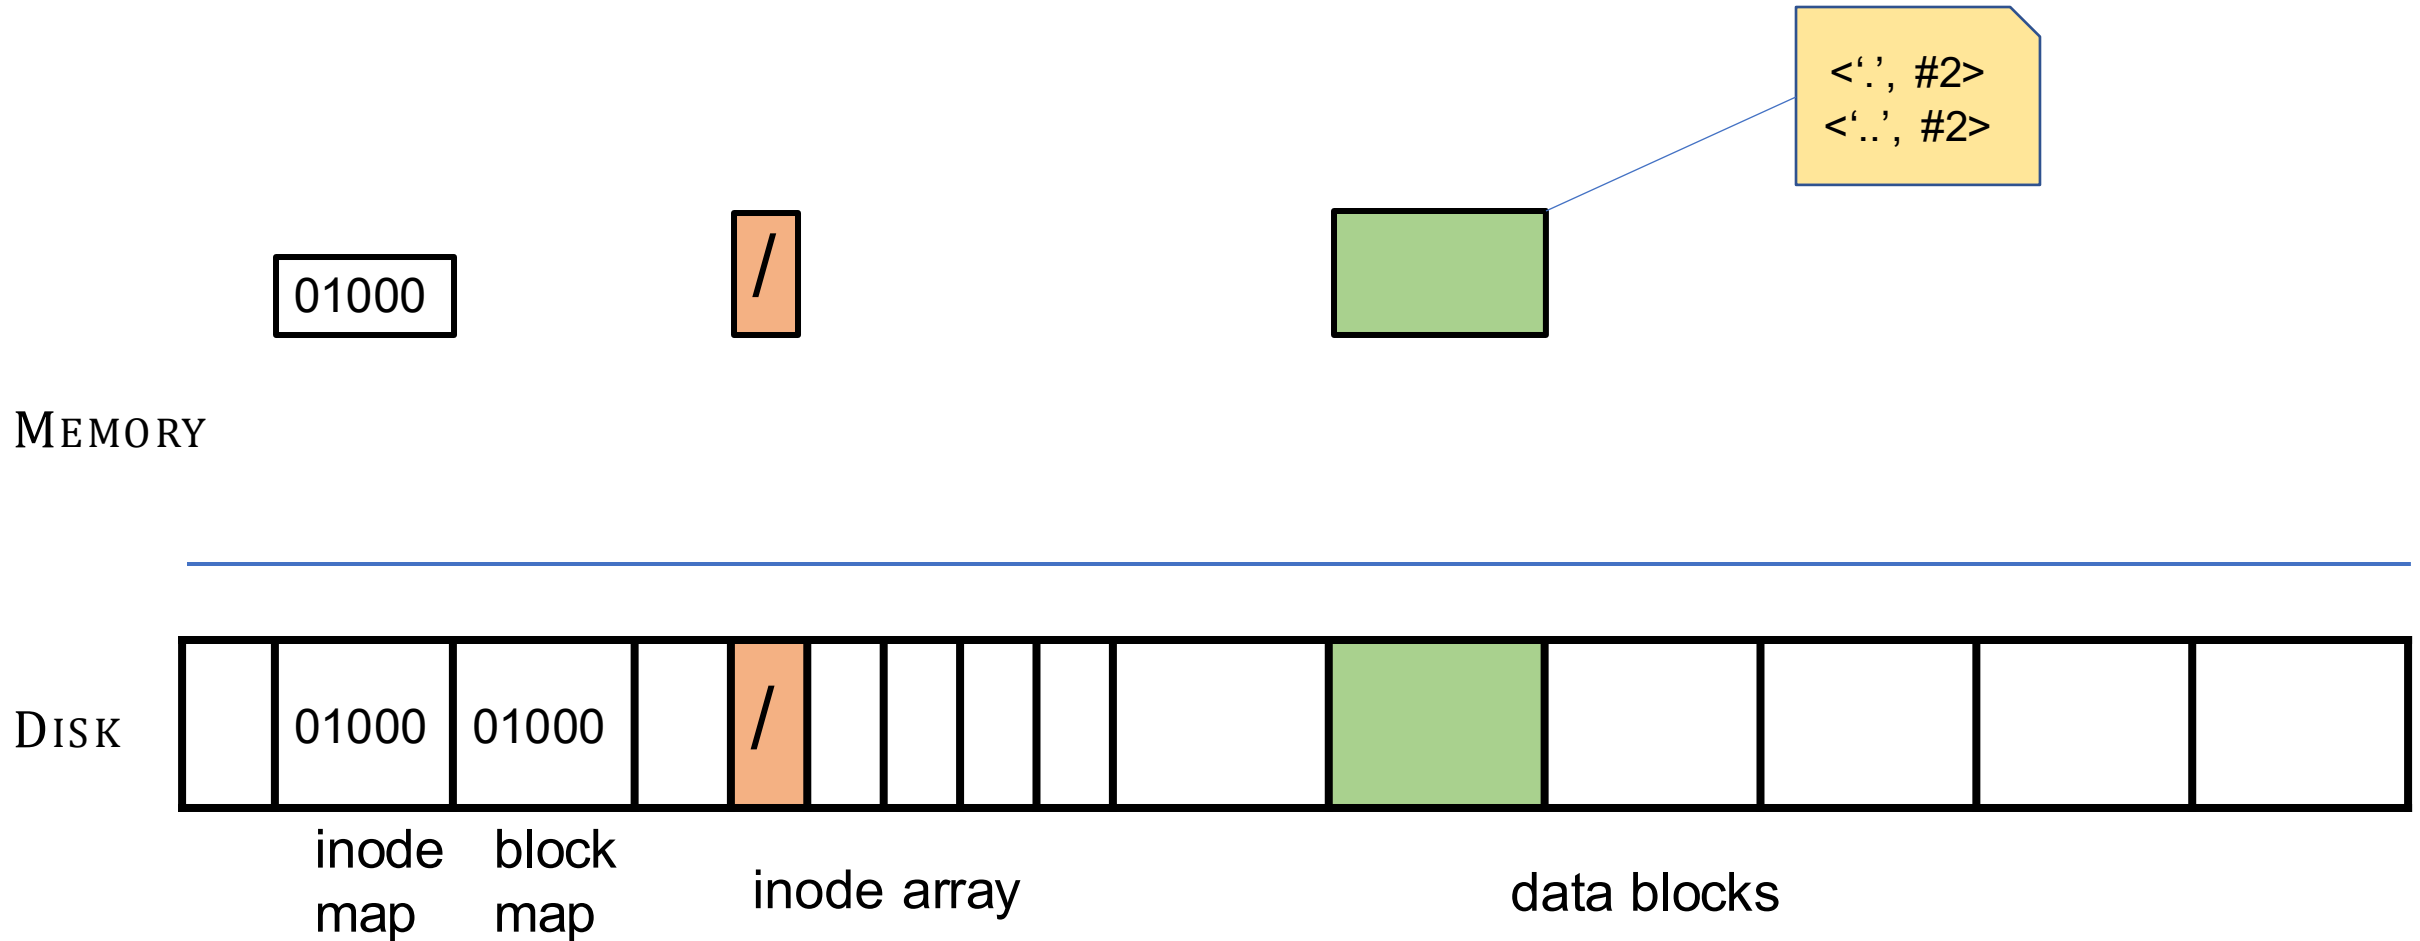 <‘.’, #2>
<‘..’, #2>
/
01000
MEMORY
DISK
01000
01000
/
inode
map
block
map
inode array
data blocks